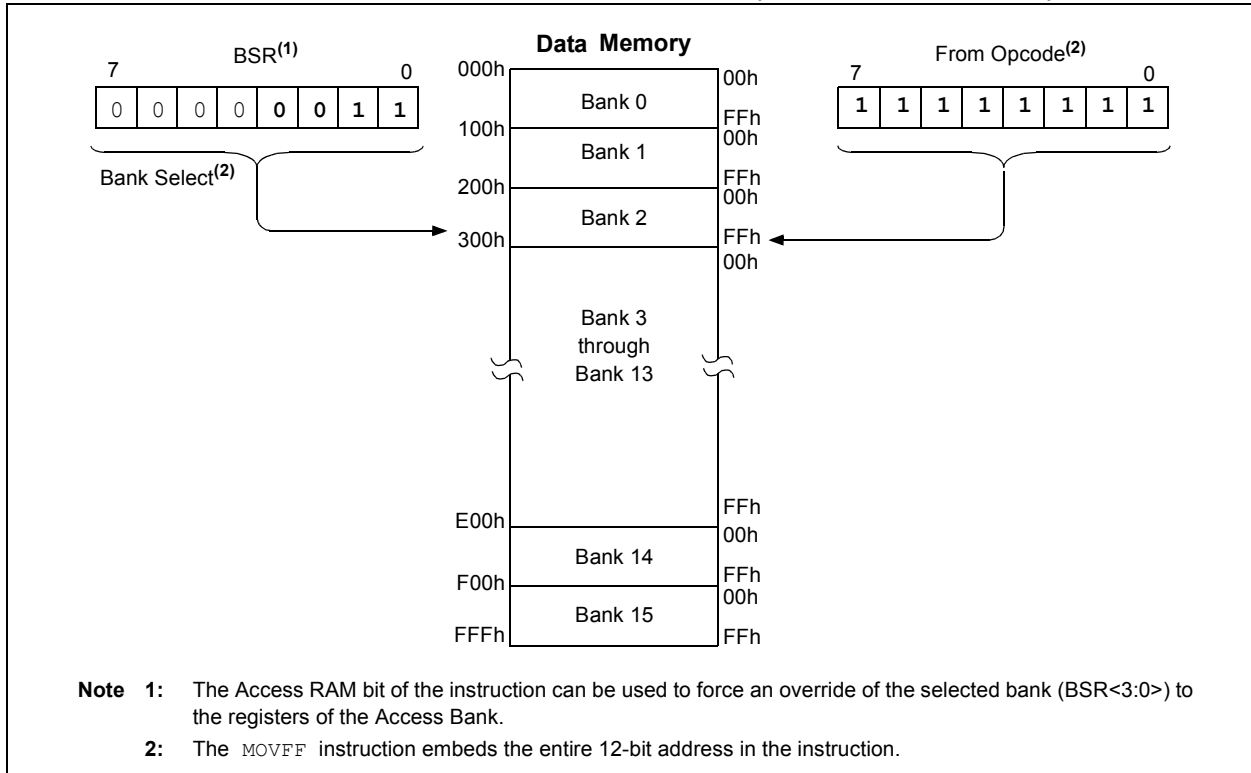 Data Memory
BSR(1)
7 0
0 0 0 0 0 0 1 1
Bank Select(2)
From Opcode(2)
7 0
1 1 1 1 1 1 1 1
000h Bank 0 00h
FFh
100h Bank 1 00h
FFh
200h Bank 2 00h
FFh
300h 00h
Bank 3
through
Bank 13
FFh
E00h Bank 14 00h
FFh
F00h Bank 15 00h
FFFh FFh
Note 1: The Access RAM bit of the instruction can be used to force an override of the selected bank (BSR<3:0>) to
the registers of the Access Bank.
2: The MOVFF instruction embeds the entire 12-bit address in the instruction.